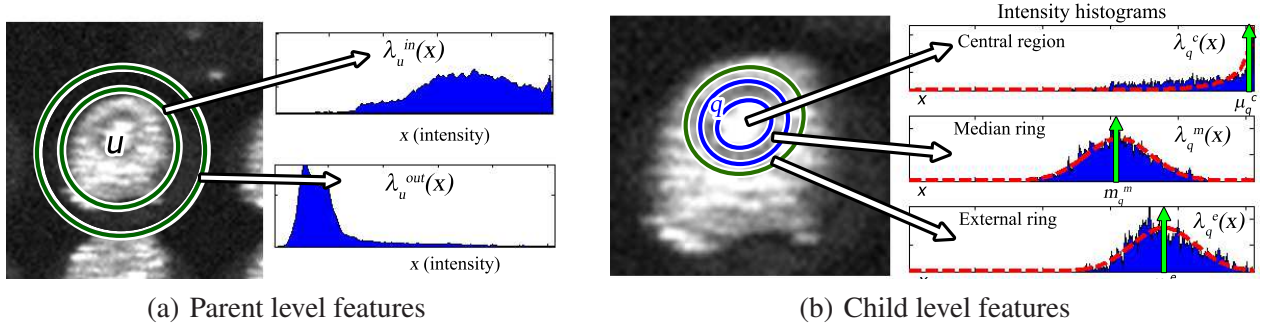 u
λ_u^in(x)
x (intensity)
λ_u^out(x)
x (intensity)
(a) Parent level features
q
Intensity histograms
Central region
λ_q^c(x)
x
μ_q^c
Median ring
λ_q^m(x)
x
m_q^m
External ring
λ_q^e(x)
x
e
(b) Child level features